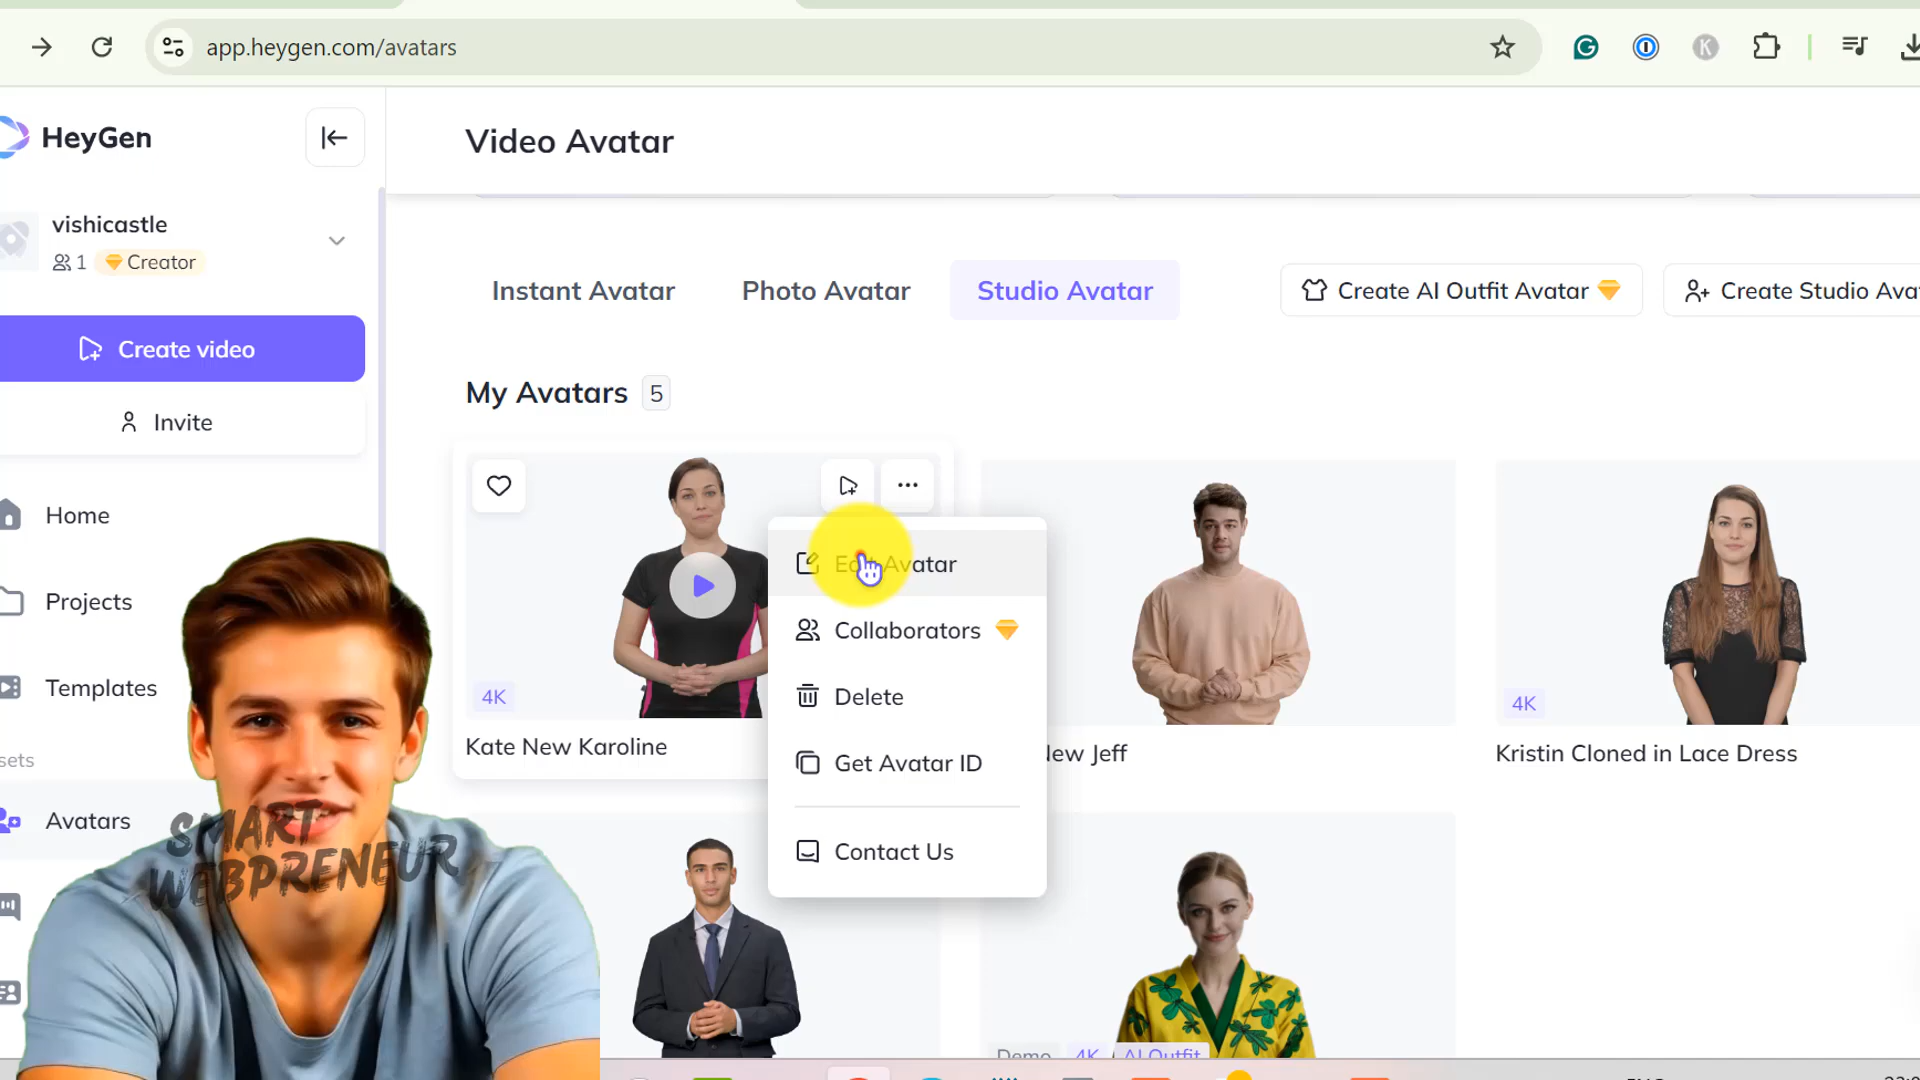 app.heygen.com/avatars
HeyGen
Video Avatar
vishicastle
1 Creator
Instant Avatar
Photo Avatar
Studio Avatar
Create AI Outfit Avatar
Create Studio Ava
Create video
My Avatars 5
Invite
Home
Edit Avatar
Projects
Collaborators
4K
Delete
4K
Templates
Kate New Karoline
New Jeff
Kristin Cloned in Lace Dress
Get Avatar ID
sets
Avatars
SMART
WEBPRENEUR
Contact Us
Demo
4K
AI Outfit